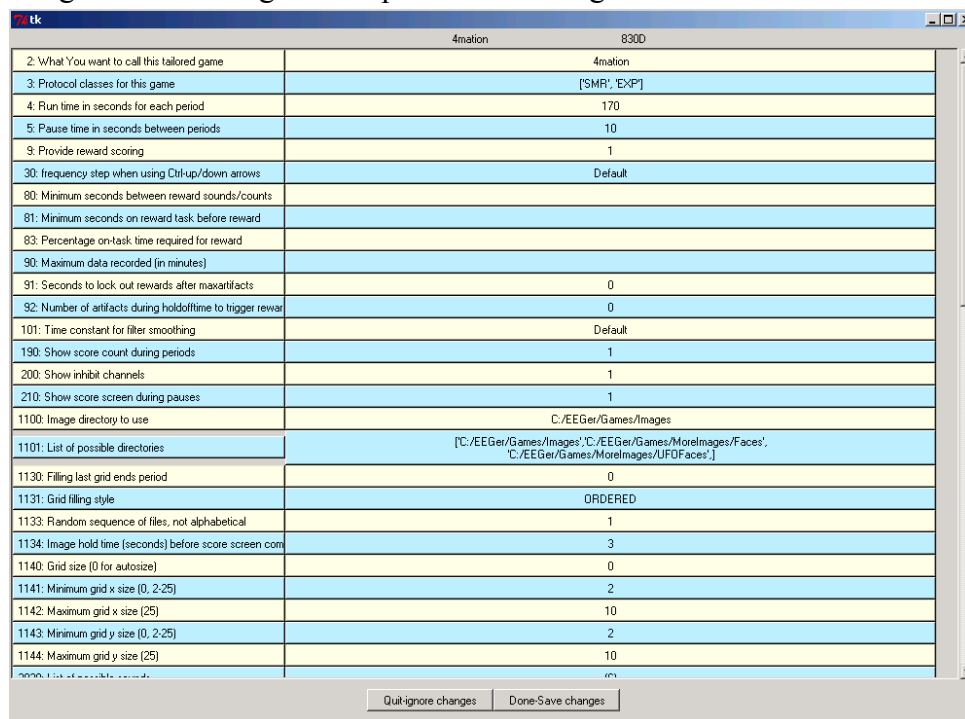 tk
4mation 830D
2: What You want to call this tailored game 4mation
3: Protocol classes for this game ['SMR', 'EXP']
4: Run time in seconds for each period 170
5: Pause time in seconds between periods 10
9: Provide reward scoring 1
30: frequency step when using Ctrl-up/down arrows Default
80: Minimum seconds between reward sounds/counts
81: Minimum seconds on reward task before reward
83: Percentage on-task time required for reward
90: Maximum data recorded (in minutes)
91: Seconds to lock out rewards after maxartifacts 0
92: Number of artifacts during holdofftime to trigger rewar 0
101: Time constant for filter smoothing Default
190: Show score count during periods 1
200: Show inhibit channels 1
210: Show score screen during pauses 1
1100: Image directory to use C:/EEGer/Games/Images
1101: List of possible directories ['C:/EEGer/Games/Images','C:/EEGer/Games/MoreImages/Faces',
'C:/EEGer/Games/MoreImages/UFOFaces',]
1130: Filling last grid ends period 0
1131: Grid filling style ORDERED
1133: Random sequence of files, not alphabetical 1
1134: Image hold time (seconds) before score screen com 3
1140: Grid size (0 for autosize) 0
1141: Minimum grid x size (0, 2-25) 2
1142: Maximum grid x size (25) 10
1143: Minimum grid y size (0, 2-25) 2
1144: Maximum grid y size (25) 10
Quit-ignore changes Done-Save changes